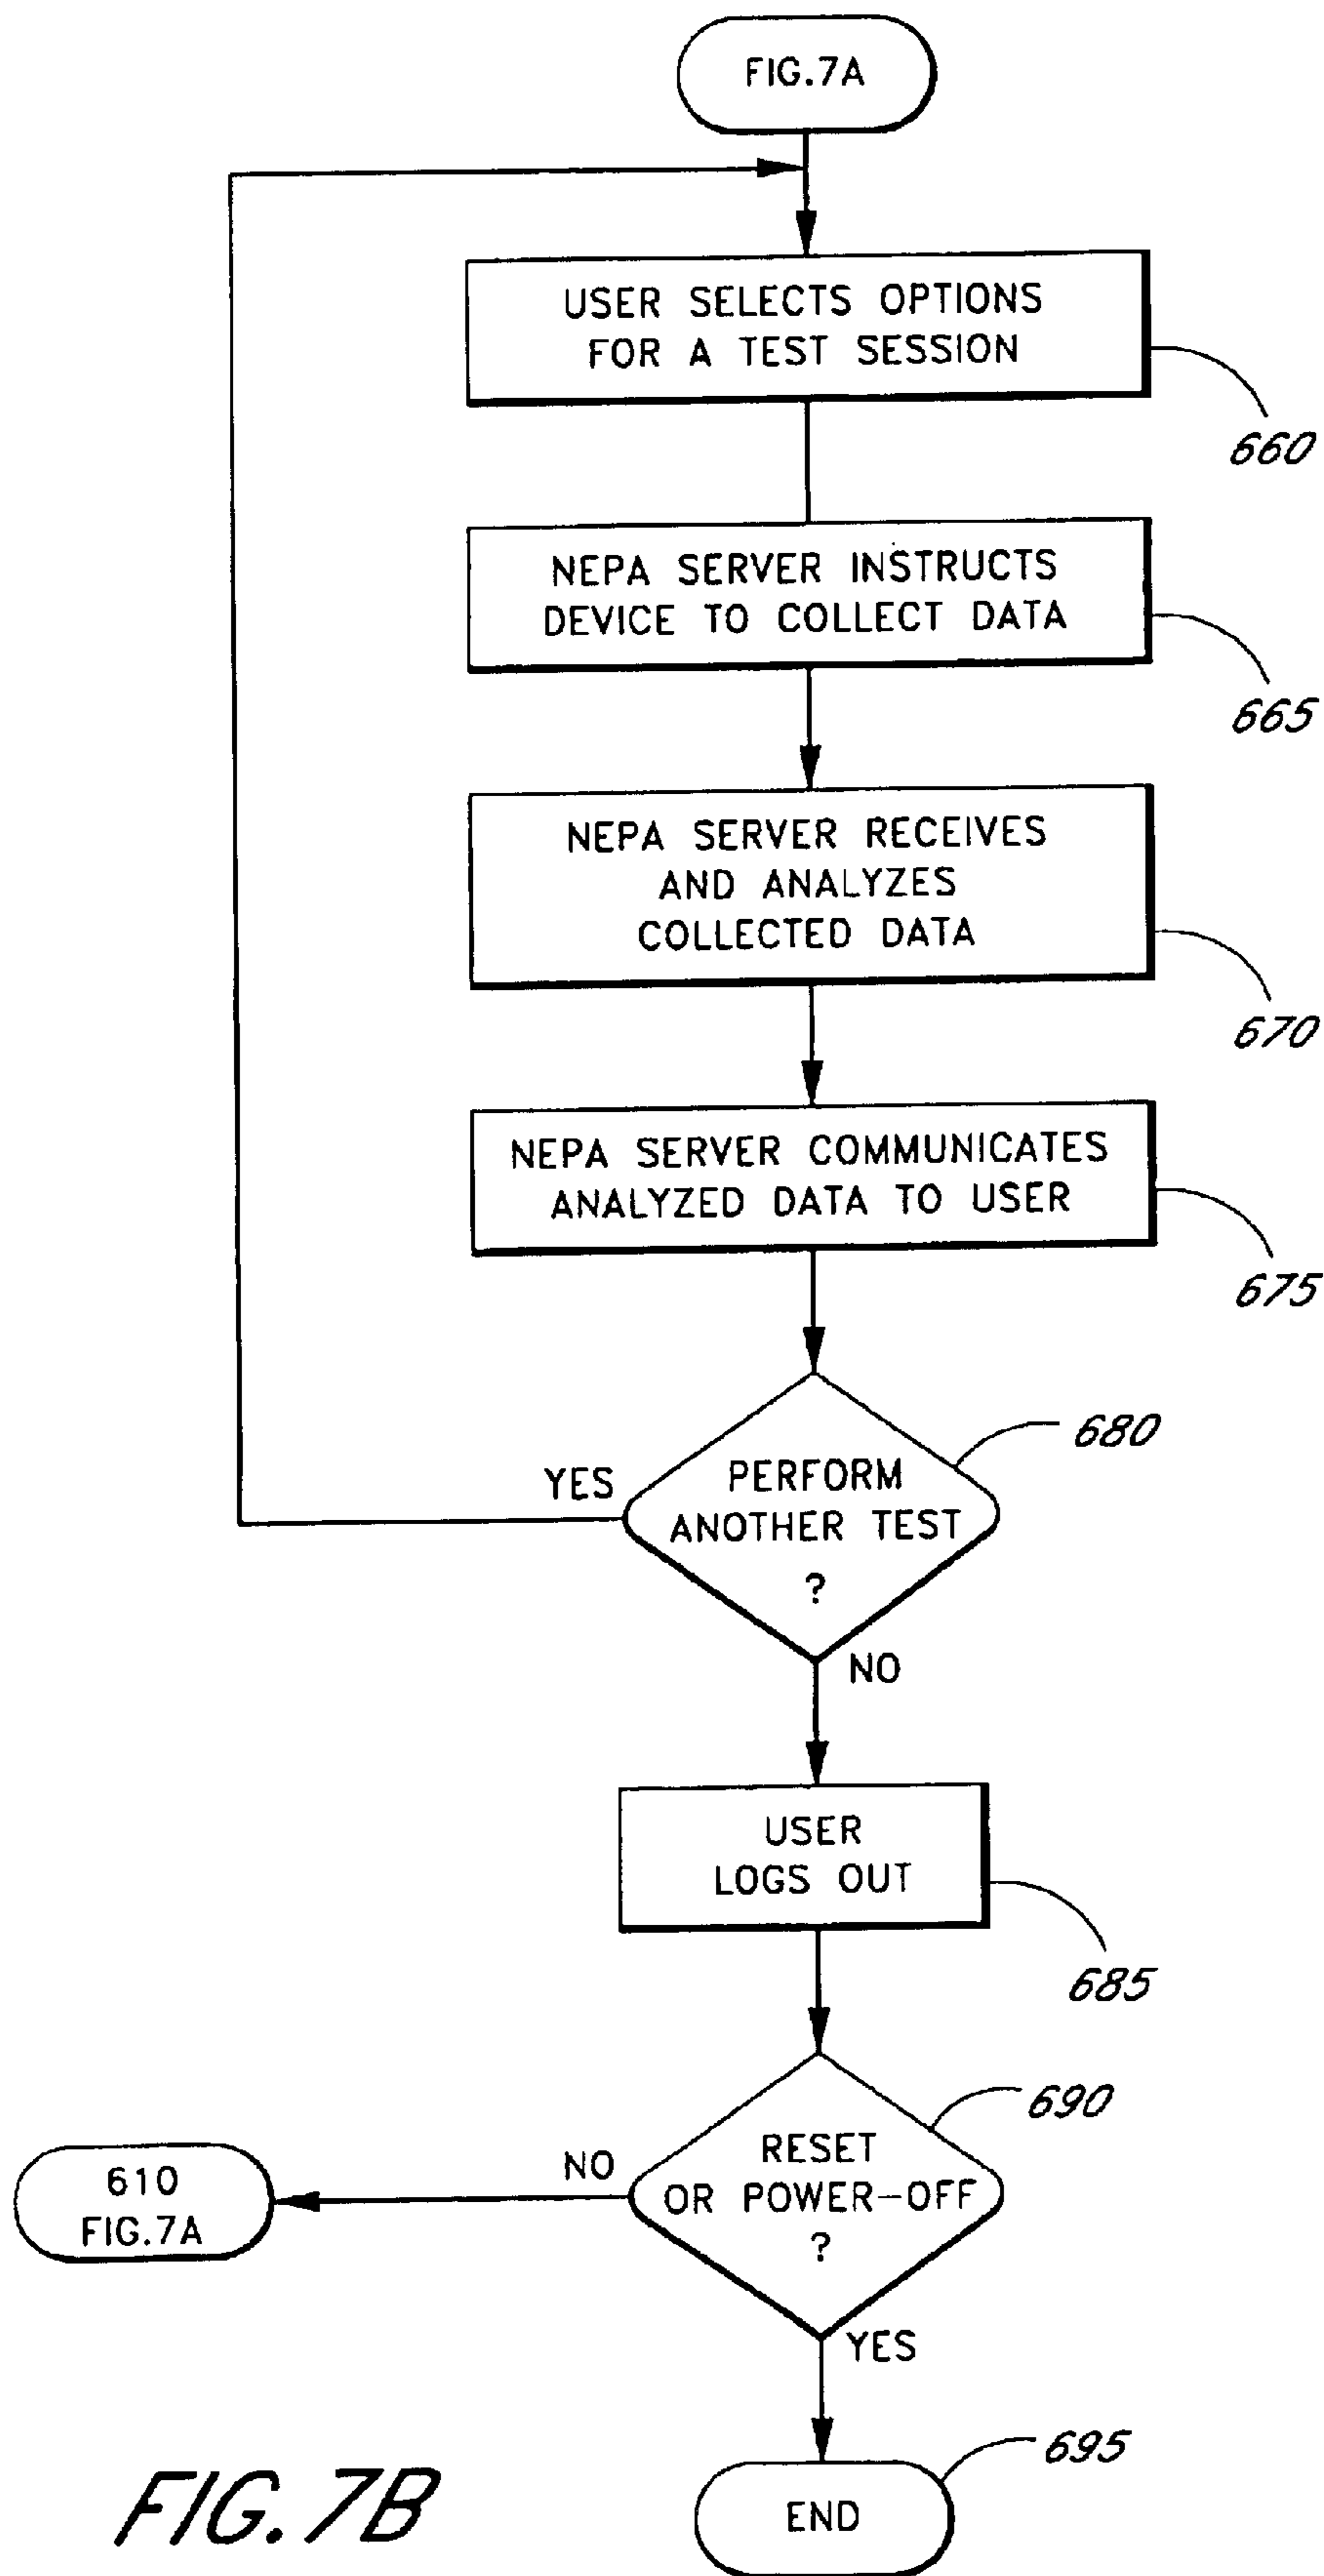 FIG.7A
USER SELECTS OPTIONS
FOR A TEST SESSION
660
NEPA SERVER INSTRUCTS
DEVICE TO COLLECT DATA
665
NEPA SERVER RECEIVES
AND ANALYZES
COLLECTED DATA
670
NEPA SERVER COMMUNICATES
ANALYZED DATA TO USER
675
680
YES
PERFORM
ANOTHER TEST
?
NO
USER
LOGS OUT
685
690
NO
RESET
OR POWER-OFF
?
610
FIG.7A
YES
695
END
FIG. 7B